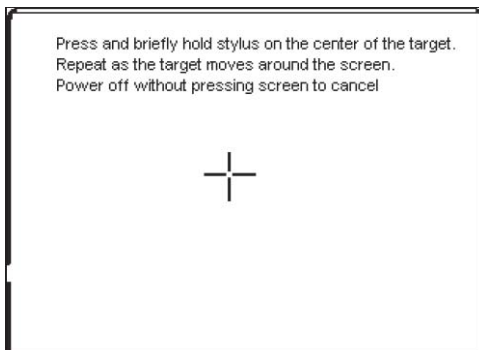 Press and briefly hold stylus on the center of the target.
Repeat as the target moves around the screen.
Power off without pressing screen to cancel